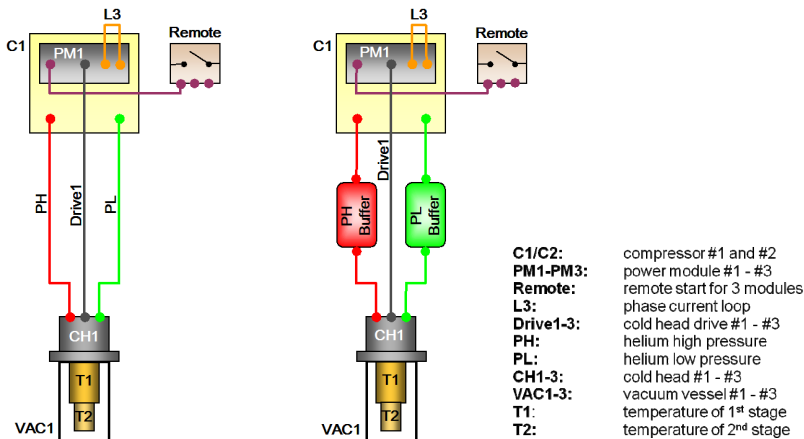 L3
C1
PM1
Remote
PH
Drive1
PL
CH1
T1
T2
VAC1
L3
C1
PM1
Remote
Drive1
PH
Buffer
PL
Buffer
CH1
T1
T2
VAC1
C1/C2: compressor #1 and #2
PM1-PM3: power module #1 - #3
Remote: remote start for 3 modules
L3: phase current loop
Drive1-3: cold head drive #1 - #3
PH: helium high pressure
PL: helium low pressure
CH1-3: cold head #1 - #3
VAC1-3: vacuum vessel #1 - #3
T1: temperature of 1st stage
T2: temperature of 2nd stage